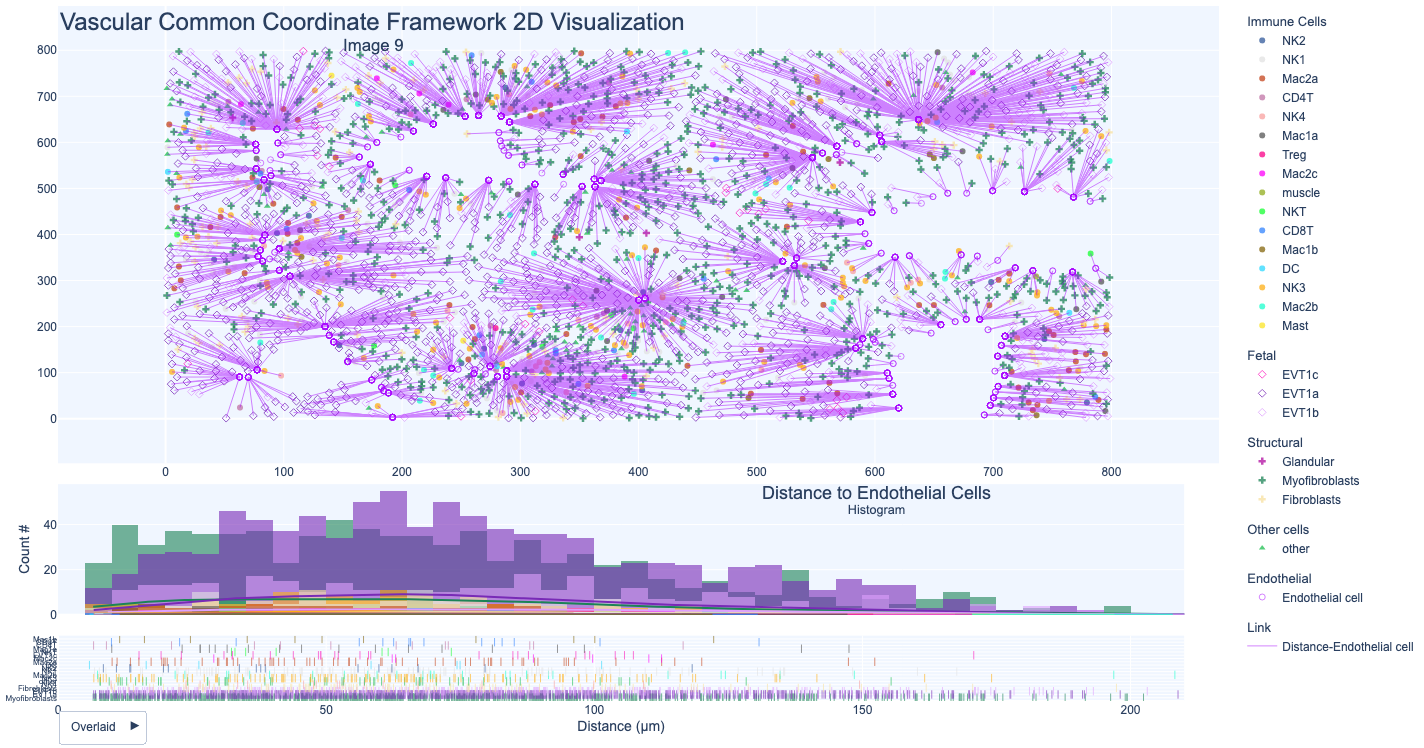 Vascular Common Coordinate Framework 2D Visualization
Image 9
800
700
600
500
400
300
200
100
0
0 100 200 300 400 500 600 700 800
Immune Cells
NK2
NK1
Mac2a
CD4T
NK4
Mac1a
Treg
Mac2c
muscle
NKT
CD8T
Mac1b
DC
NK3
Mac2b
Mast
Fetal
EVT1c
EVT1a
EVT1b
Structural
Glandular
Myofibroblasts
Fibroblasts
Other cells
other
Endothelial
Endothelial cell
Link
Distance-Endothelial cell
Distance to Endothelial Cells
Histogram
Count #
40
20
0
Myofibroblasts
0 50 100 150 200
Distance (μm)
Overlaid ►